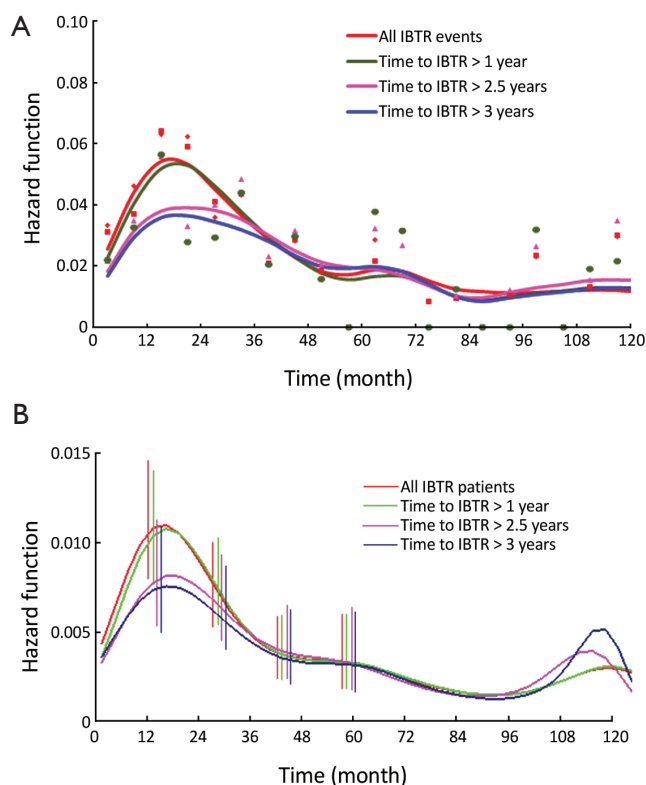 A
0.10
0.08
0.06
0.04
0.02
0
Hazard function
All IBTR events
Time to IBTR > 1 year
Time to IBTR > 2.5 years
Time to IBTR > 3 years
0 12 24 36 48 60 72 84 96 108 120
Time (month)
B
0.015
0.010
0.005
0
Hazard function
All IBTR patients
Time to IBTR > 1 year
Time to IBTR > 2.5 years
Time to IBTR > 3 years
0 12 24 36 48 60 72 84 96 108 120
Time (month)